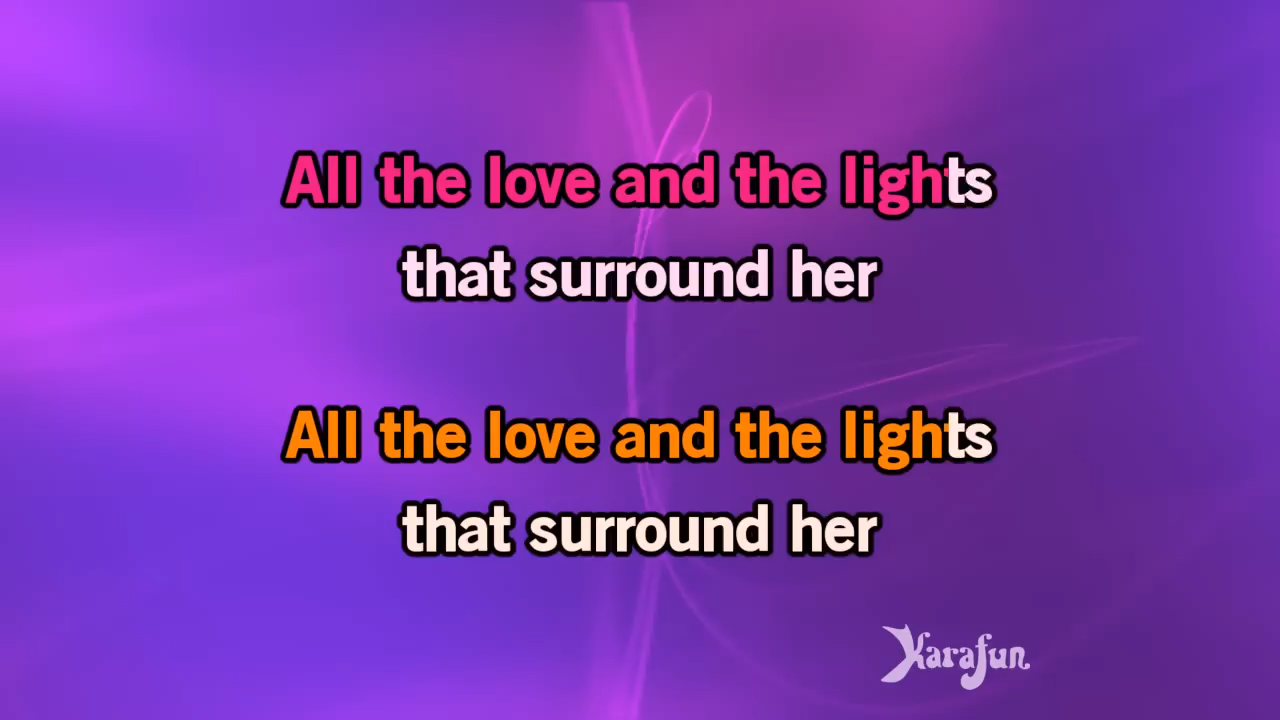 All the love and the lights
that surround her
All the love and the lights
that surround her
Karafun